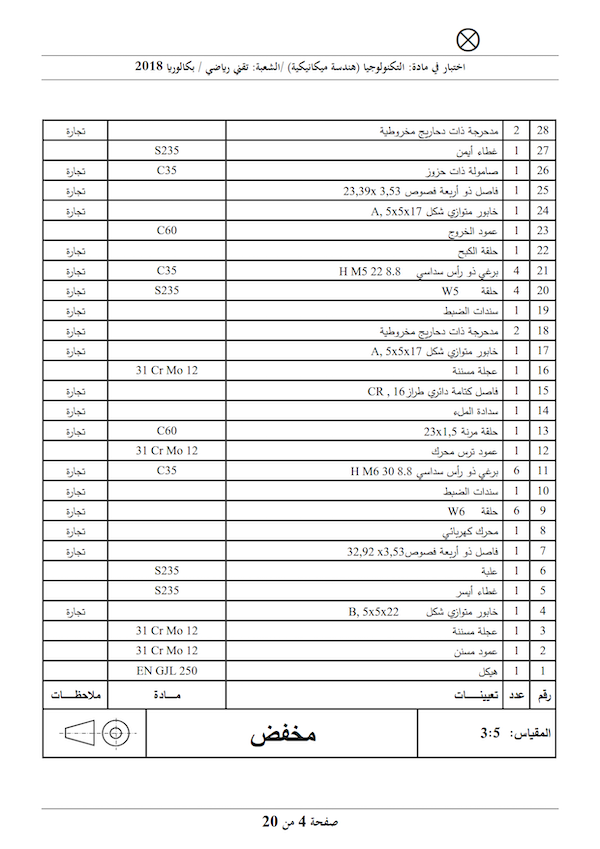 اختبار في مادة: التكنولوجيا (هندسة ميكانيكية) /الشعبة: تقني رياضي / بكالوريا 2018
28 2 مدحرجة ذات دحاريج مخروطية تجارة
27 1 غطاء أيمن S235
26 1 صامولة ذات حزوز C35 تجارة
25 1 فاصل ذو أربعة فصوص 23,39x 3,53 تجارة
24 1 خابور متوازي شكل A, 5x5x17 تجارة
23 1 عمود الخروج C60
22 1 حلقة الكبح تجارة
21 4 برغي ذو رأس سداسي H M5 22 8.8 C35 تجارة
20 4 حلقة W5 S235 تجارة
19 1 سندات الضبط تجارة
18 2 مدحرجة ذات دحاريج مخروطية تجارة
17 1 خابور متوازي شكل A, 5x5x17 تجارة
16 1 عجلة مسننة 31 Cr Mo 12
15 1 فاصل كتامة دائري طراز CR , 16 تجارة
14 1 سدادة الملء تجارة
13 1 حلقة مرنة 23x1,5 C60 تجارة
12 1 عمود ترس محرك 31 Cr Mo 12
11 6 برغي ذو رأس سداسي H M6 30 8.8 C35 تجارة
10 1 سندات الضبط تجارة
9 6 حلقة W6 تجارة
8 1 محرك كهربائي تجارة
7 1 فاصل ذو أربعة فصوص32,92 x3,53 تجارة
6 1 علبة S235
5 1 غطاء أيسر S235
4 1 خابور متوازي شكل B, 5x5x22 تجارة
3 1 عجلة مسننة 31 Cr Mo 12
2 1 عمود مسنن 31 Cr Mo 12
1 1 هيكل EN GJL 250
رقم عدد تعيينـــات مـــادة ملاحظـــات
المقياس: 3:5 مخفض
صفحة 4 من 20